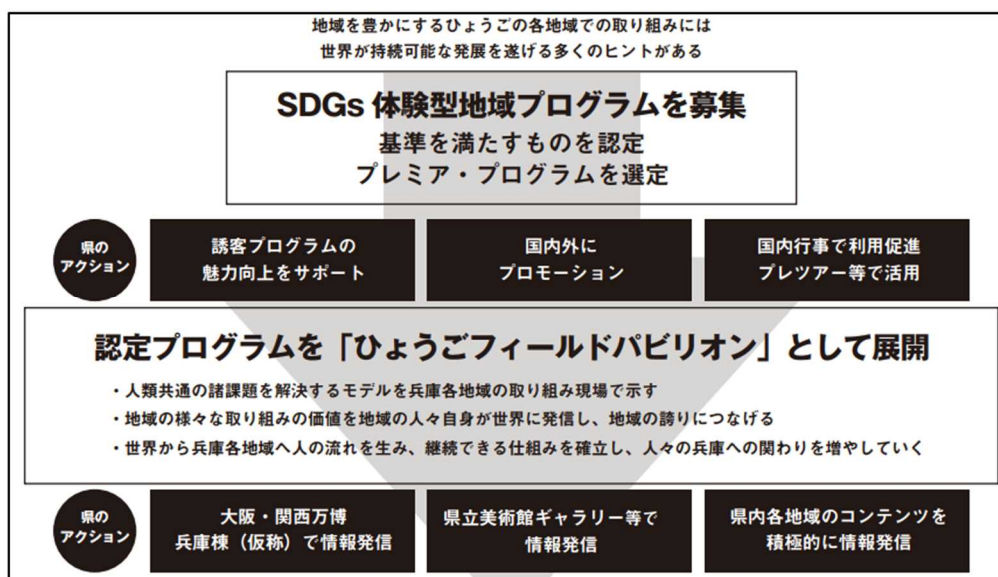 地域を豊かにするひょうごの各地域での取り組みには
世界が持続可能な発展を遂げる多くのヒントがある
SDGs 体験型地域プログラムを募集
基準を満たすものを認定
プレミア・プログラムを選定
県の
アクション
誘客プログラムの
魅力向上をサポート
国内外に
プロモーション
国内行事で利用促進
プレツアー等で活用
認定プログラムを「ひょうごフィールドパビリオン」として展開
・人類共通の諸課題を解決するモデルを兵庫各地域の取り組み現場で示す
・地域の様々な取り組みの価値を地域の人々自身が世界に発信し、地域の誇りにつなげる
・世界から兵庫各地域へ人の流れを生み、継続できる仕組みを確立し、人々の兵庫への関わりを増やしていく
県の
アクション
大阪・関西万博
兵庫棟（仮称）で情報発信
県立美術館ギャラリー等で
情報発信
県内各地域のコンテンツを
積極的に情報発信